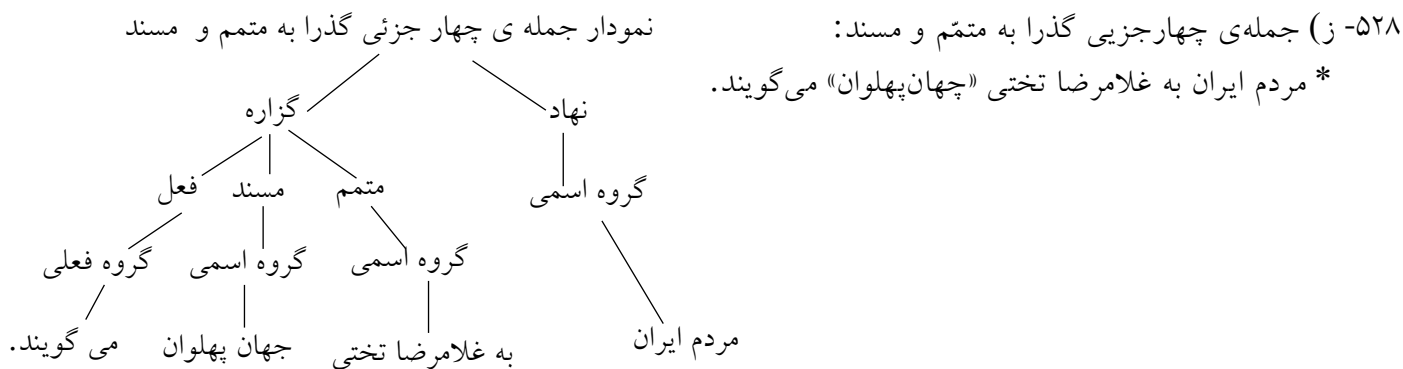 ۵۲۸- ز) جمله‌ی چهارجزیی گذرا به متمّم و مسند:
* مردم ایران به غلامرضا تختی «جهان‌پهلوان» می‌گویند.
نمودار جمله ی چهار جزئی گذرا به متمم و مسند
نهاد گزاره
گروه اسمی متمم مسند فعل
گروه اسمی گروه اسمی گروه فعلی
مردم ایران به غلامرضا تختی جهان پهلوان می گویند.